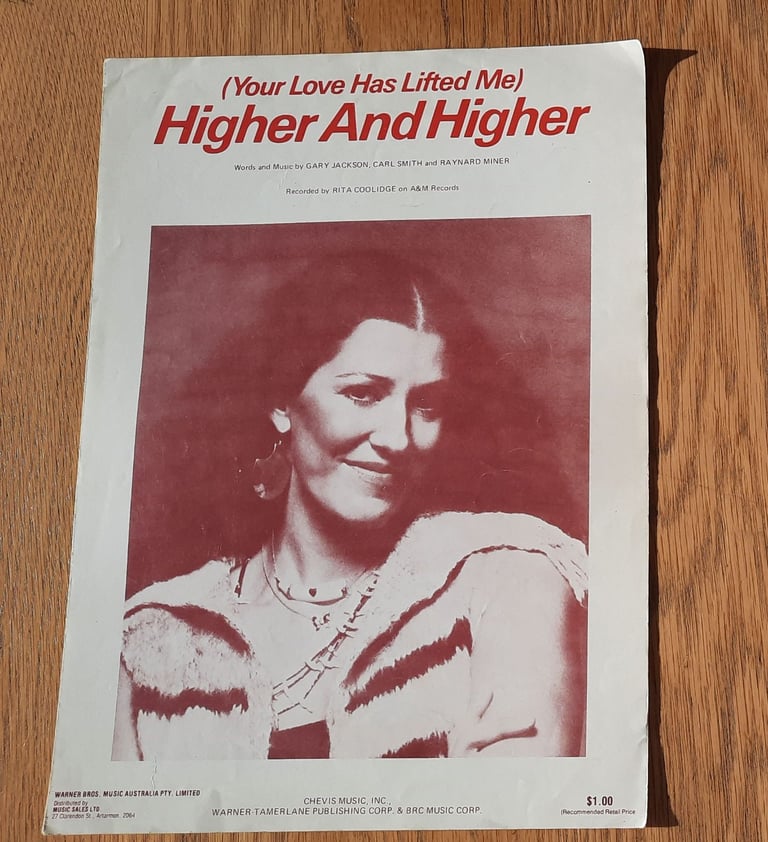 (Your Love Has Lifted Me)
Higher And Higher
Words and Music by GARY JACKSON, CARL SMITH and RAYNARD MINER
Recorded by RITA COOLIDGE on A&M Records
WARNER BROS. MUSIC AUSTRALIA PTY. LIMITED
Distributed by
MUSIC SALES LTD
27 Clarendon St., Artarmon. 2064
CHEVIS MUSIC, INC.,
WARNER-TAMERLANE PUBLISHING CORP. & BRC MUSIC CORP.
$1.00
(Recommended Retail Price